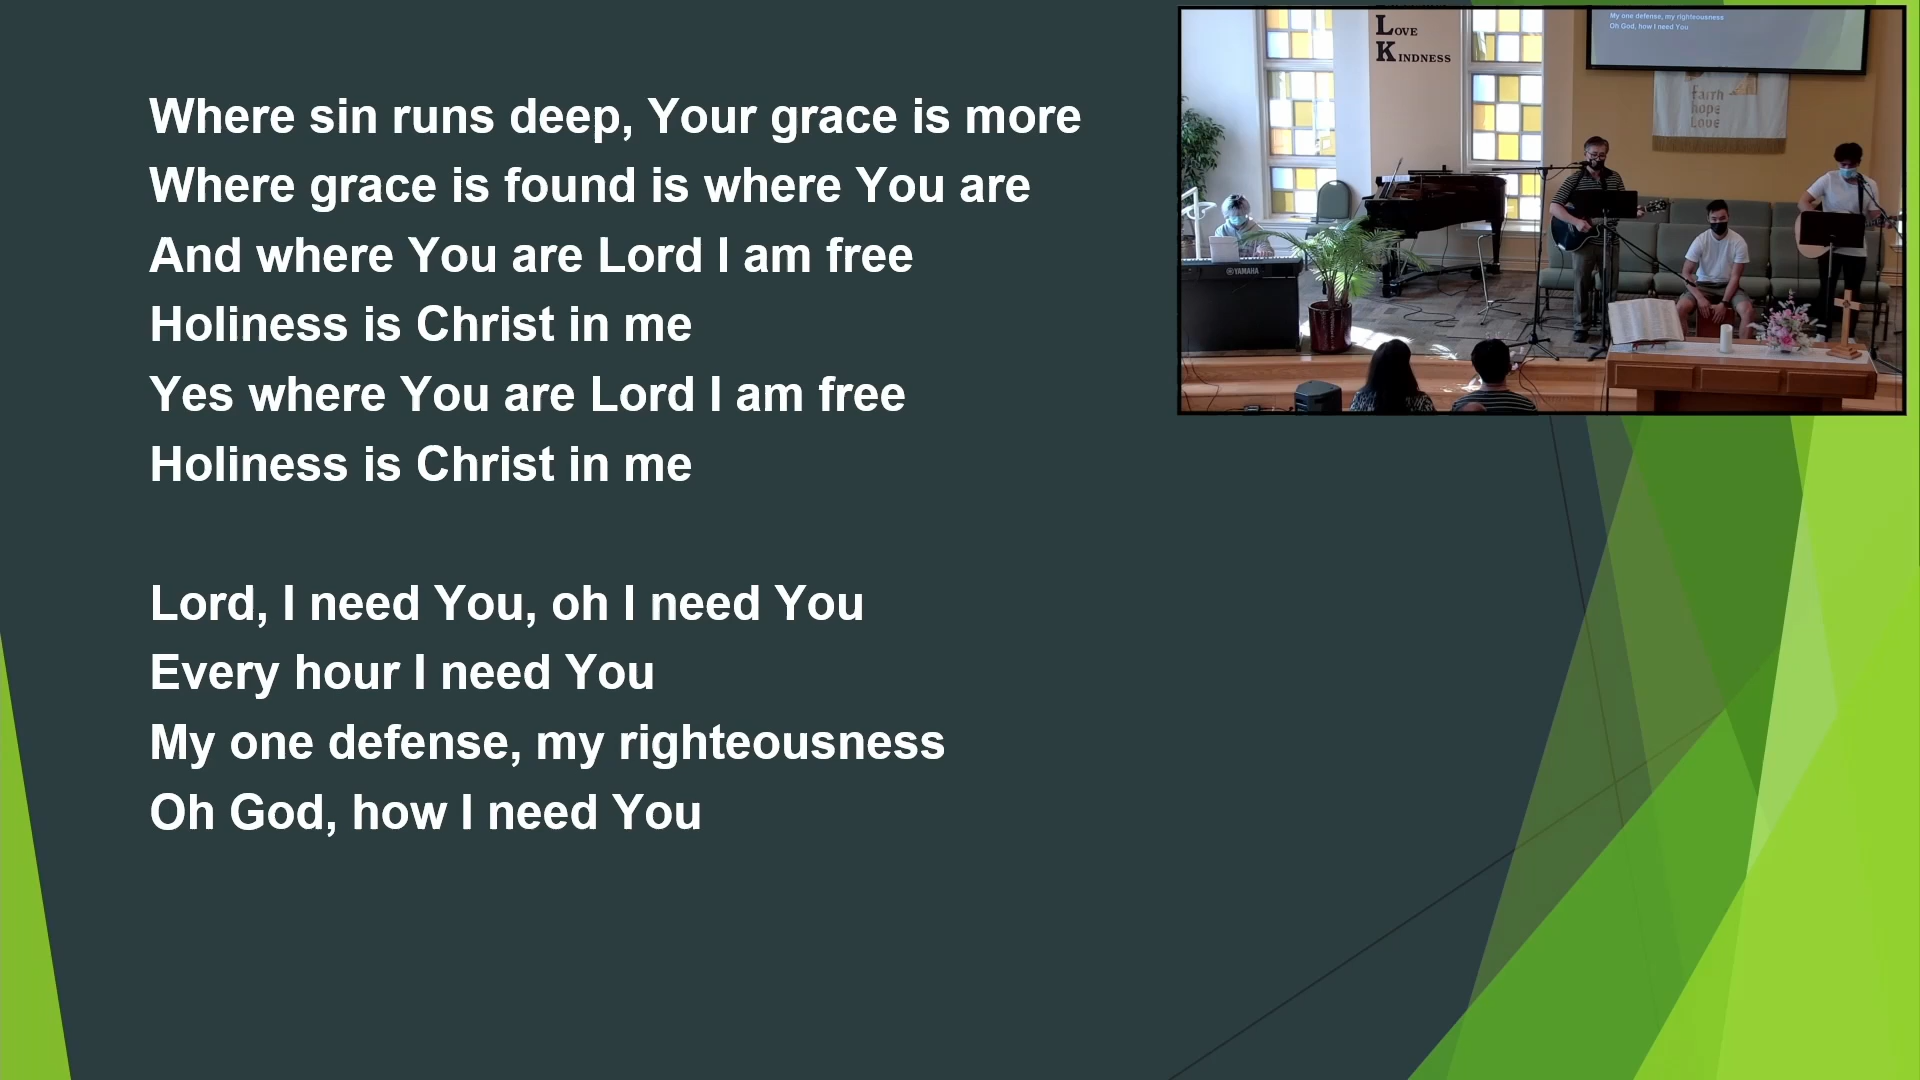 Where sin runs deep, Your grace is more
Where grace is found is where You are
And where You are Lord I am free
Holiness is Christ in me
Yes where You are Lord I am free
Holiness is Christ in me
Lord, I need You, oh I need You
Every hour I need You
My one defense, my righteousness
Oh God, how I need You
LOVE
KINDNESS
My one defense, my righteousness
Oh God, how I need You
Faith
hope
Love
YAMAHA